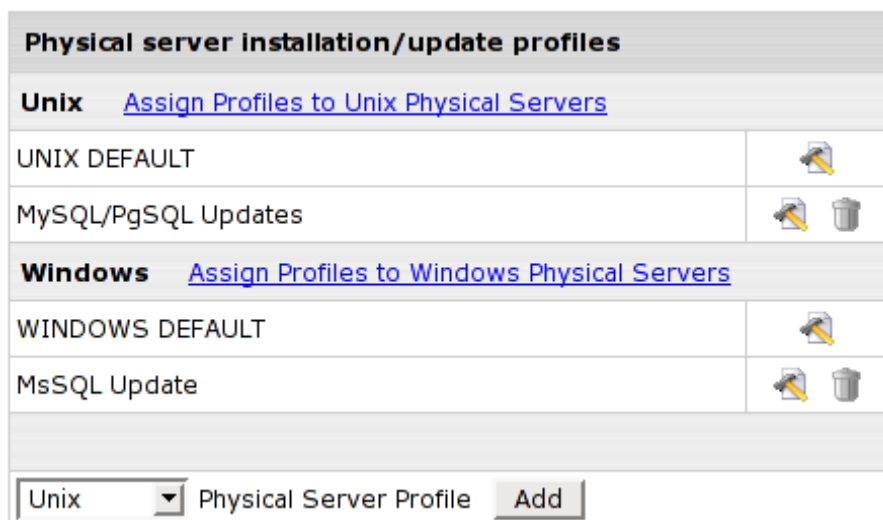 Physical server installation/update profiles
Unix Assign Profiles to Unix Physical Servers
UNIX DEFAULT
MySQL/PgSQL Updates
Windows Assign Profiles to Windows Physical Servers
WINDOWS DEFAULT
MsSQL Update
Unix Physical Server Profile Add